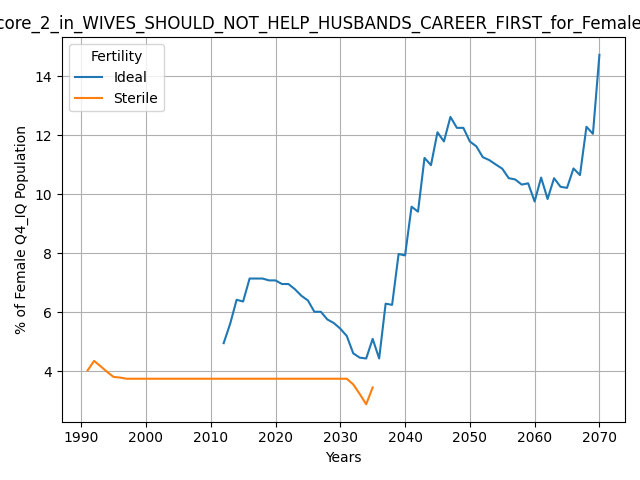 core_2_in_WIVES_SHOULD_NOT_HELP_HUSBANDS_CAREER_FIRST_for_Female
Fertility
Ideal
Sterile
% of Female Q4_IQ Population
14
12
10
8
6
4
1990 2000 2010 2020 2030 2040 2050 2060 2070
Years